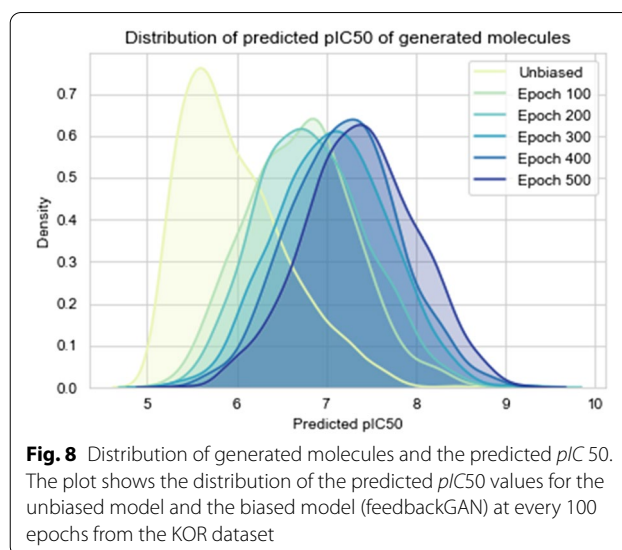 Distribution of predicted pIC50 of generated molecules
Unbiased
Epoch 100
Epoch 200
Epoch 300
Epoch 400
Epoch 500
Density
0.7
0.6
0.5
0.4
0.3
0.2
0.1
0.0
5 6 7 8 9 10
Predicted pIC50
Fig. 8 Distribution of generated molecules and the predicted pIC 50.
The plot shows the distribution of the predicted pIC50 values for the
unbiased model and the biased model (feedbackGAN) at every 100
epochs from the KOR dataset